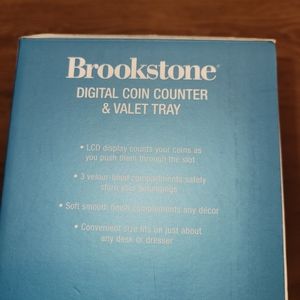 Brookstone®
DIGITAL COIN COUNTER
& VALET TRAY
• LCD display counts your coins as
you push them through the slot
• 3 velour-lined compartments safely
store your belongings
• Soft smooth finish complements any décor
• Convenient size fits on just about
any desk or dresser